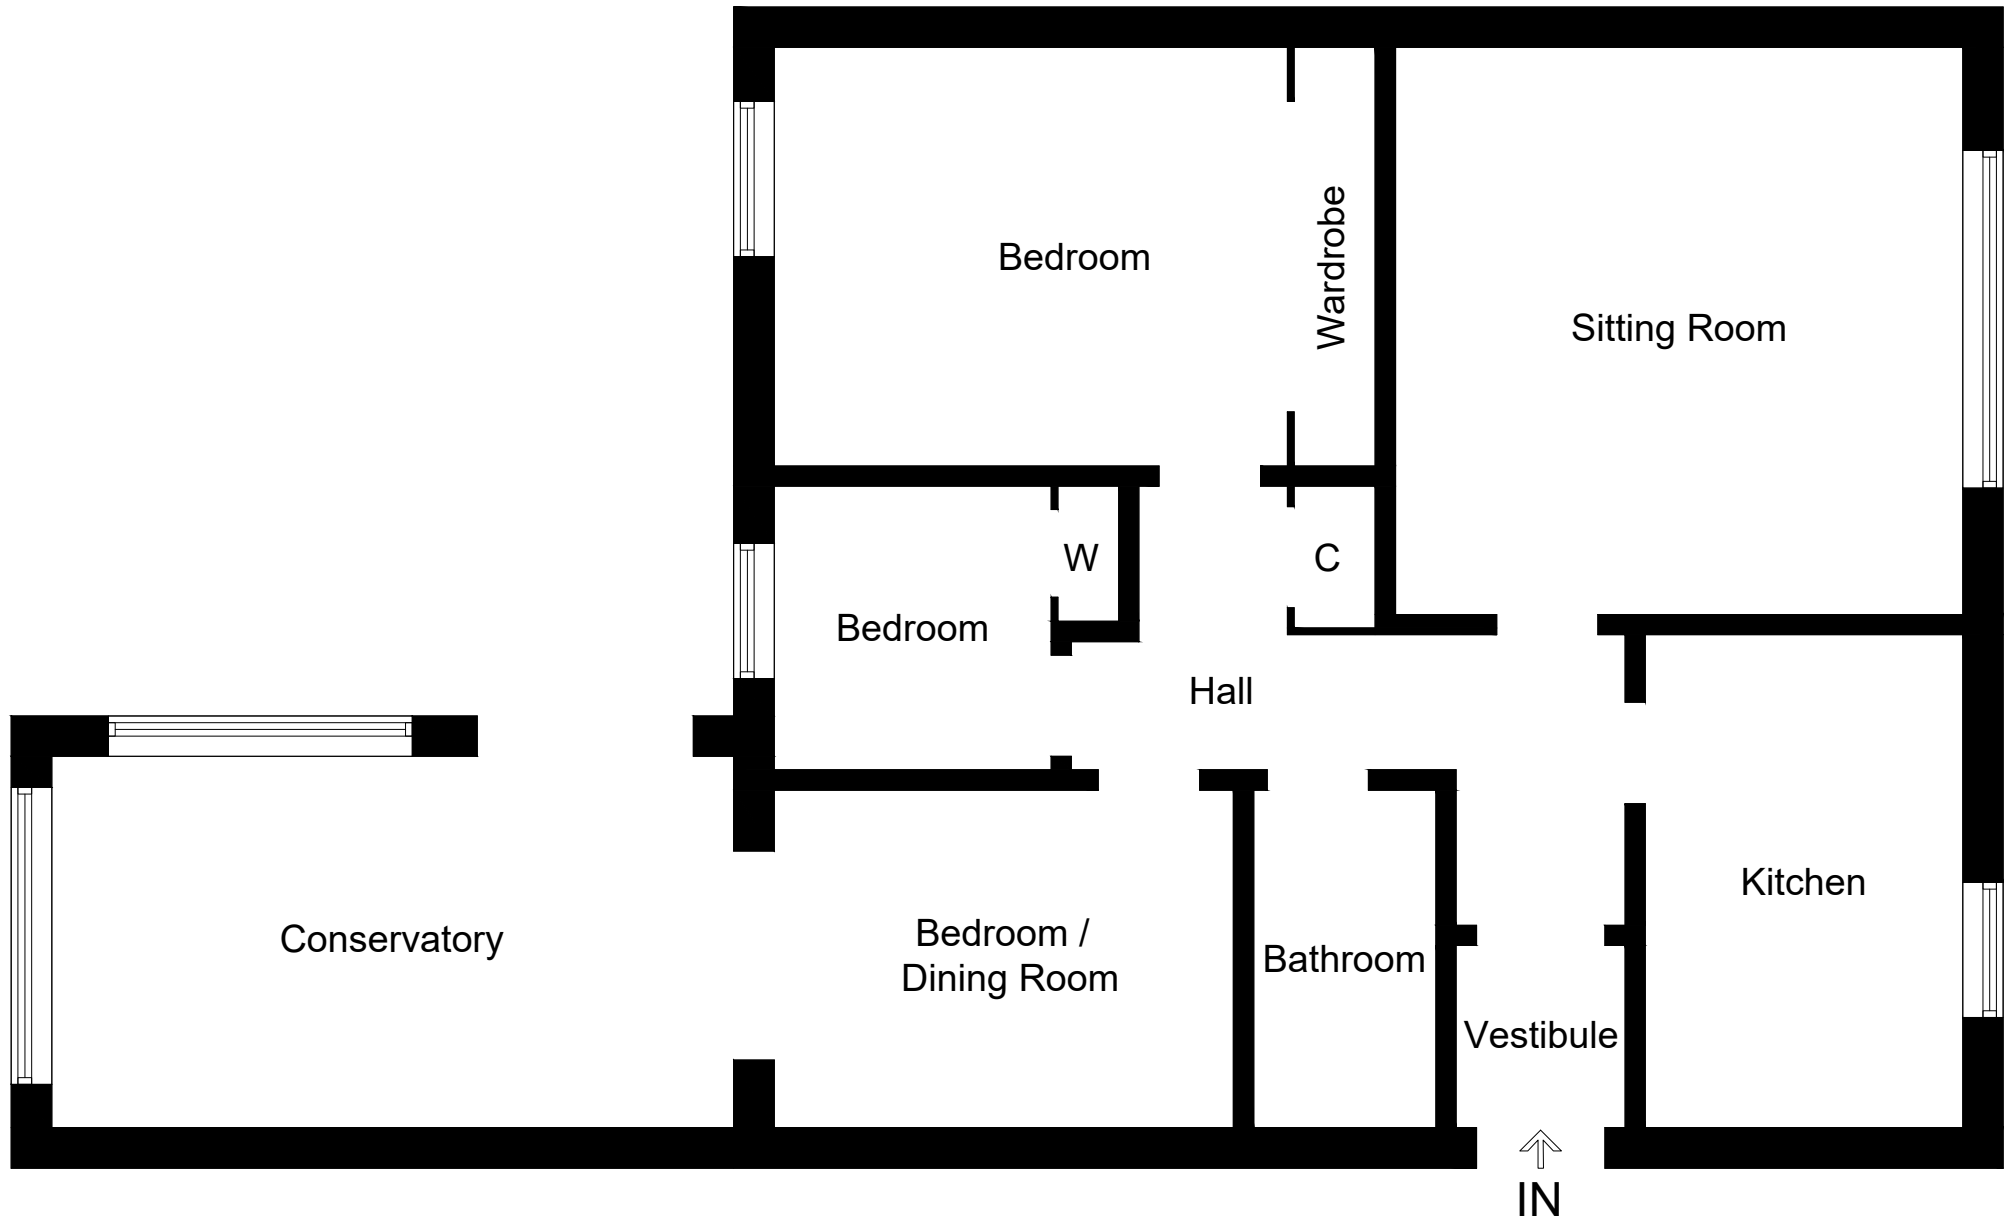 Bedroom
Wardrobe
Sitting Room
W
C
Bedroom
Hall
Kitchen
Conservatory
Bedroom /
Dining Room
Bathroom
Vestibule
IN